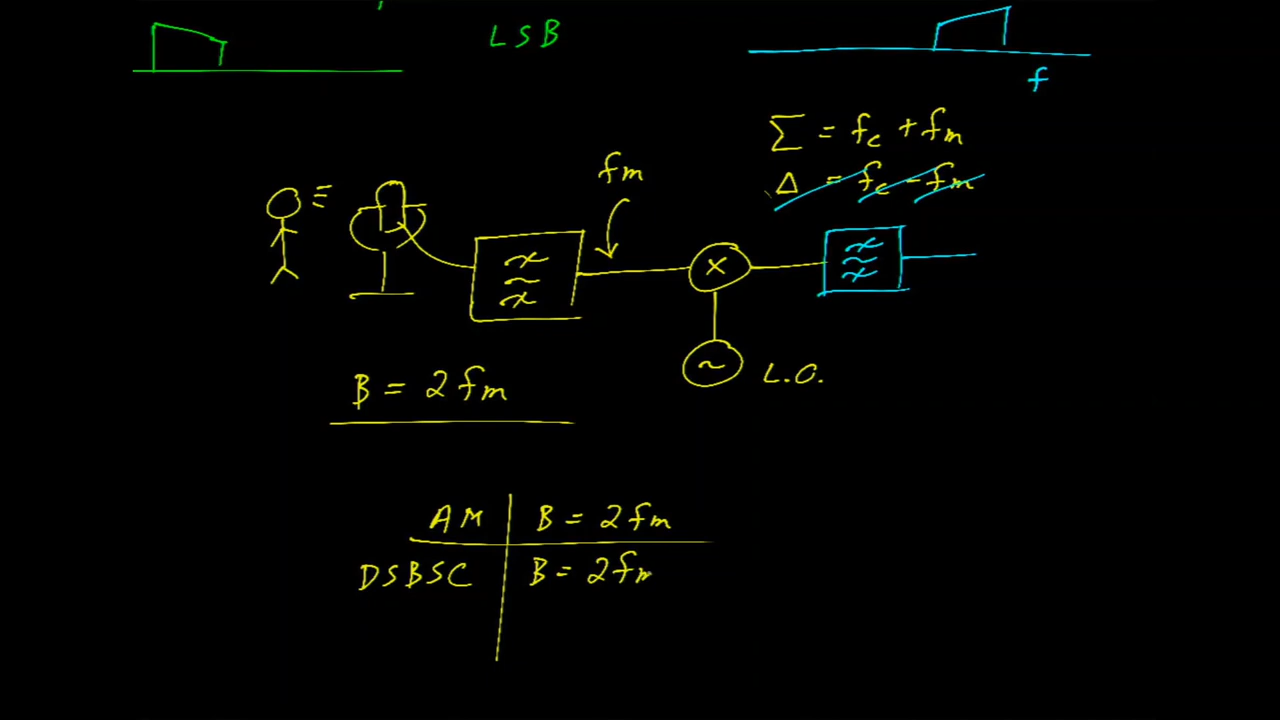 LSB
f
Σ = fc + fm
Δ = fc - fm
fm
x
~
L.O.
B = 2fm
AM B = 2fm
DSBSC B = 2fm